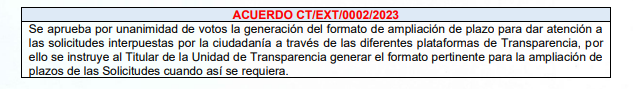 ACUERDO CT/EXT/0002/2023
Se aprueba por unanimidad de votos la generación del formato de ampliación de plazo para dar atención a
las solicitudes interpuestas por la ciudadanía a través de las diferentes plataformas de Transparencia, por
ello se instruye al Titular de la Unidad de Transparencia generar el formato pertinente para la ampliación de
plazos de las Solicitudes cuando así se requiera.